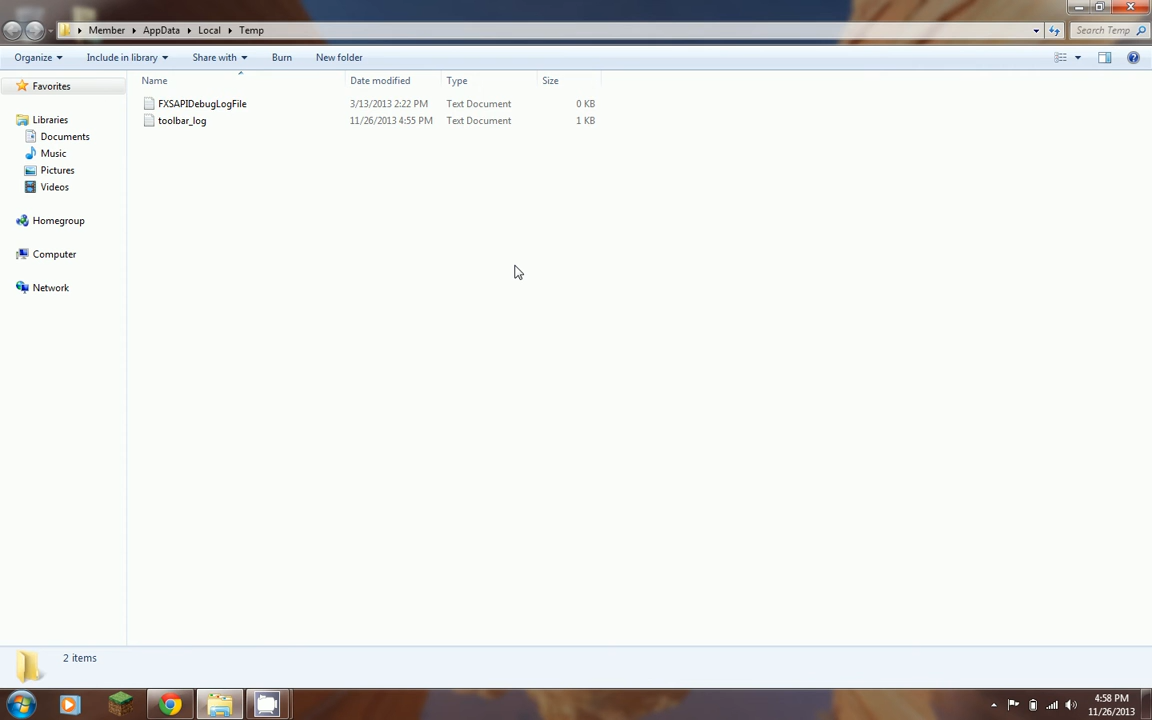 Member AppData Local Temp Search Temp
Organize Include in library Share with Burn New folder
Favorites
Libraries
Documents
Music
Pictures
Videos
Homegroup
Computer
Network
Name Date modified Type Size
FXSAPIDebugLogFile 3/13/2013 2:22 PM Text Document 0 KB
toolbar_log 11/26/2013 4:55 PM Text Document 1 KB
2 items
4:58 PM
11/26/2013